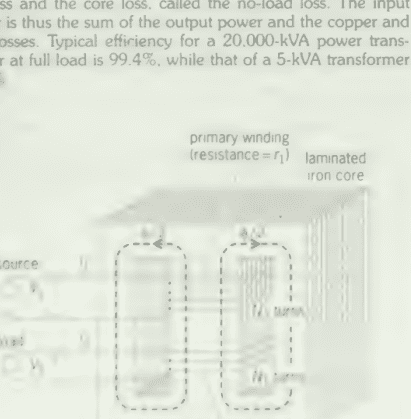 ss and the core loss, called the no-load loss. The input
r is thus the sum of the output power and the copper and
osses. Typical efficiency for a 20,000-kVA power trans-
r at full load is 99.4%, while that of a 5-kVA transformer
primary winding
(resistance = r₁)
laminated
iron core
source
N₁ turns